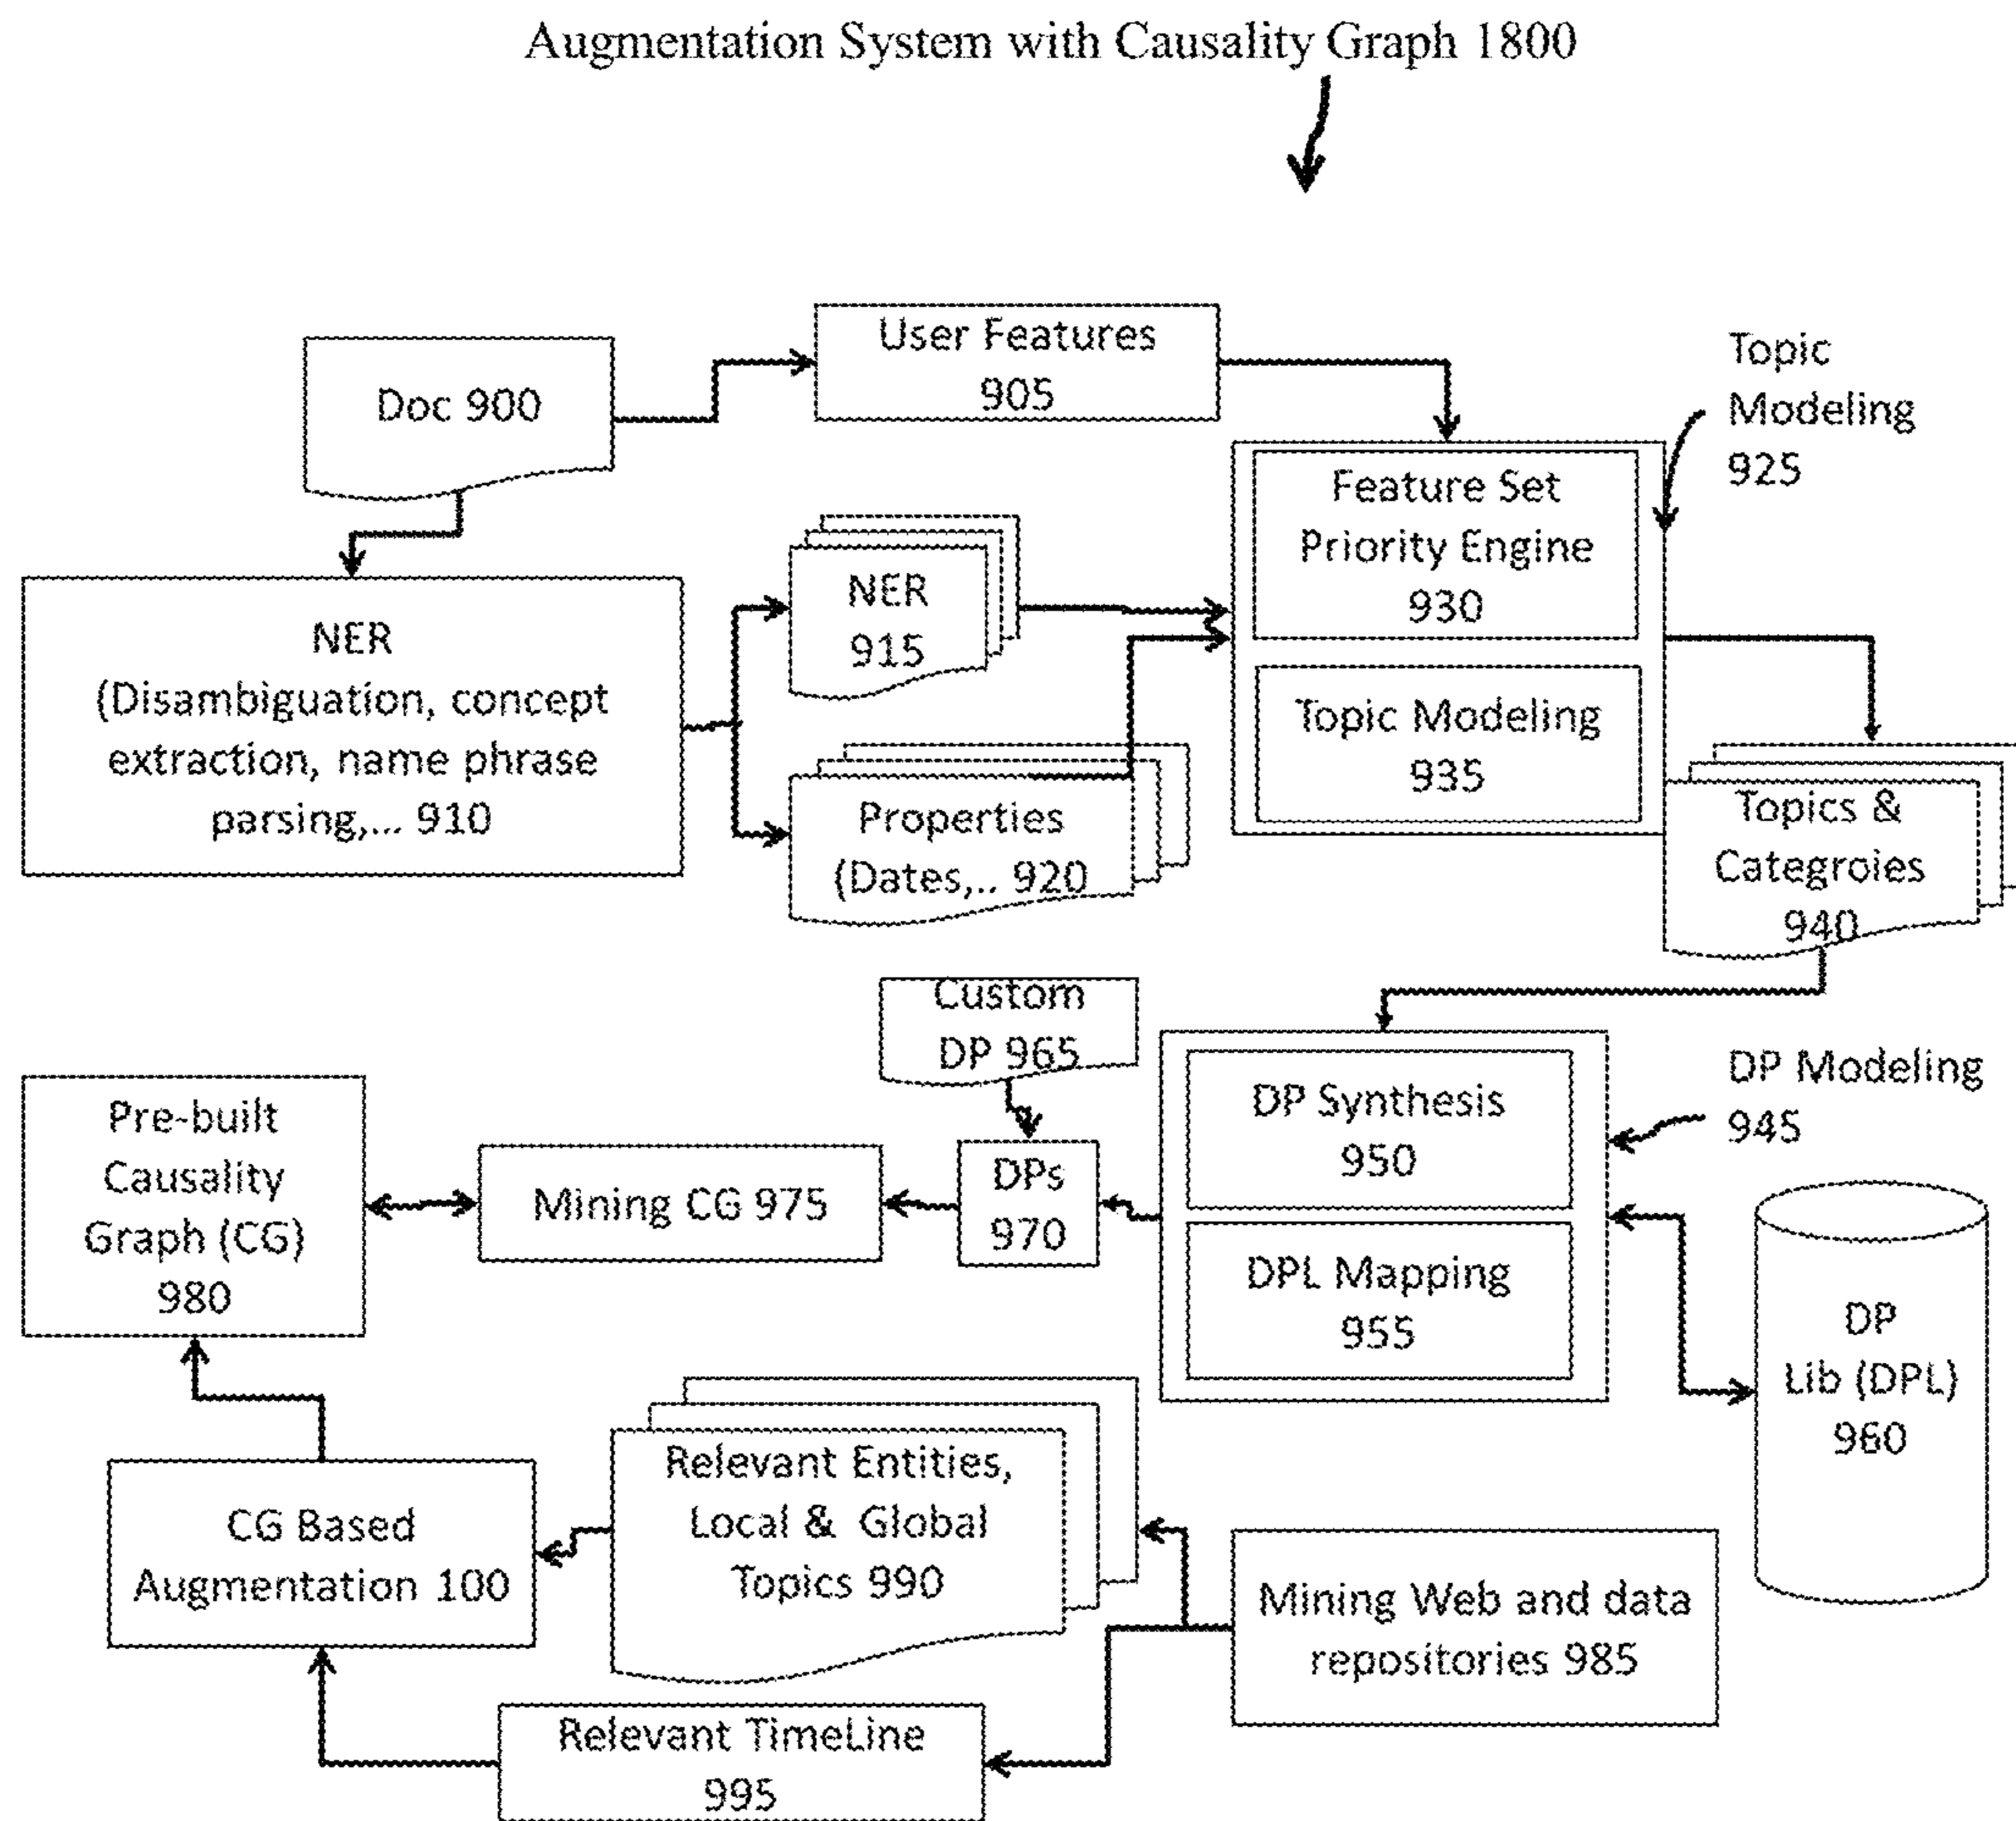 Augmentation System with Causality Graph 1800
Doc 900
User Features
905
Topic
Modeling
925
Feature Set
Priority Engine
930
NER
(Disambiguation, concept
extraction, name phrase
parsing,... 910
NER
915
Topic Modeling
935
Properties
(Dates,.. 920
Topics &
Categroies
940
Custom
DP 965
Pre-built
Causality
Graph (CG)
980
Mining CG 975
DPs
970
DP Synthesis
950
DPL Mapping
955
DP Modeling
945
DP
Lib (DPL)
960
CG Based
Augmentation 100
Relevant Entities,
Local & Global
Topics 990
Mining Web and data
repositories 985
Relevant TimeLine
995